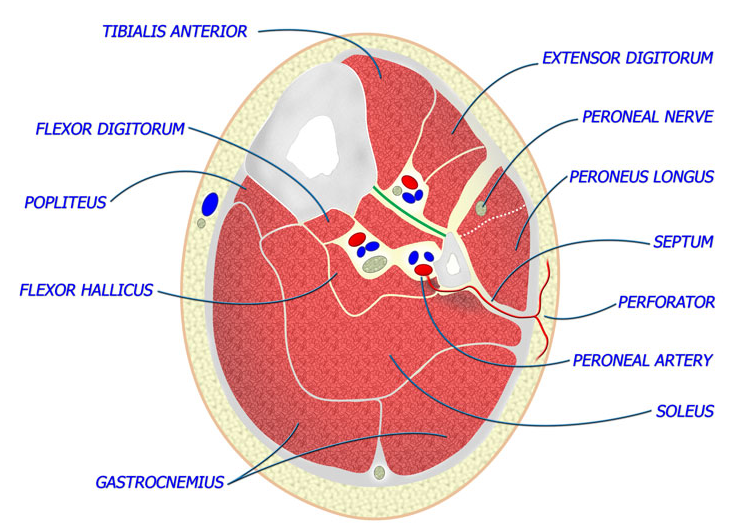 TIBIALIS ANTERIOR
EXTENSOR DIGITORUM
PERONEAL NERVE
FLEXOR DIGITORUM
PERONEUS LONGUS
POPLITEUS
SEPTUM
FLEXOR HALLICUS
PERFORATOR
PERONEAL ARTERY
SOLEUS
GASTROCNEMIUS